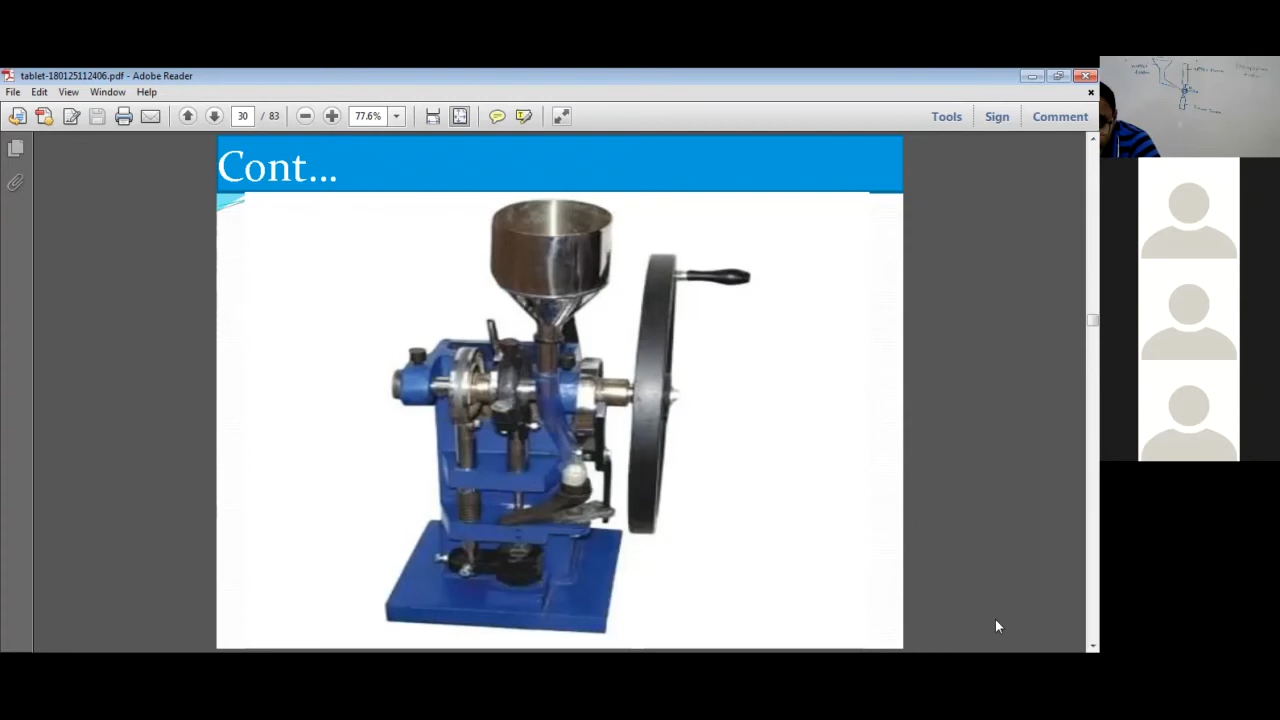 tablet-180125112406.pdf - Adobe Reader
File Edit View Window Help
30 / 83 77.6% Tools Sign Comment
Cont...